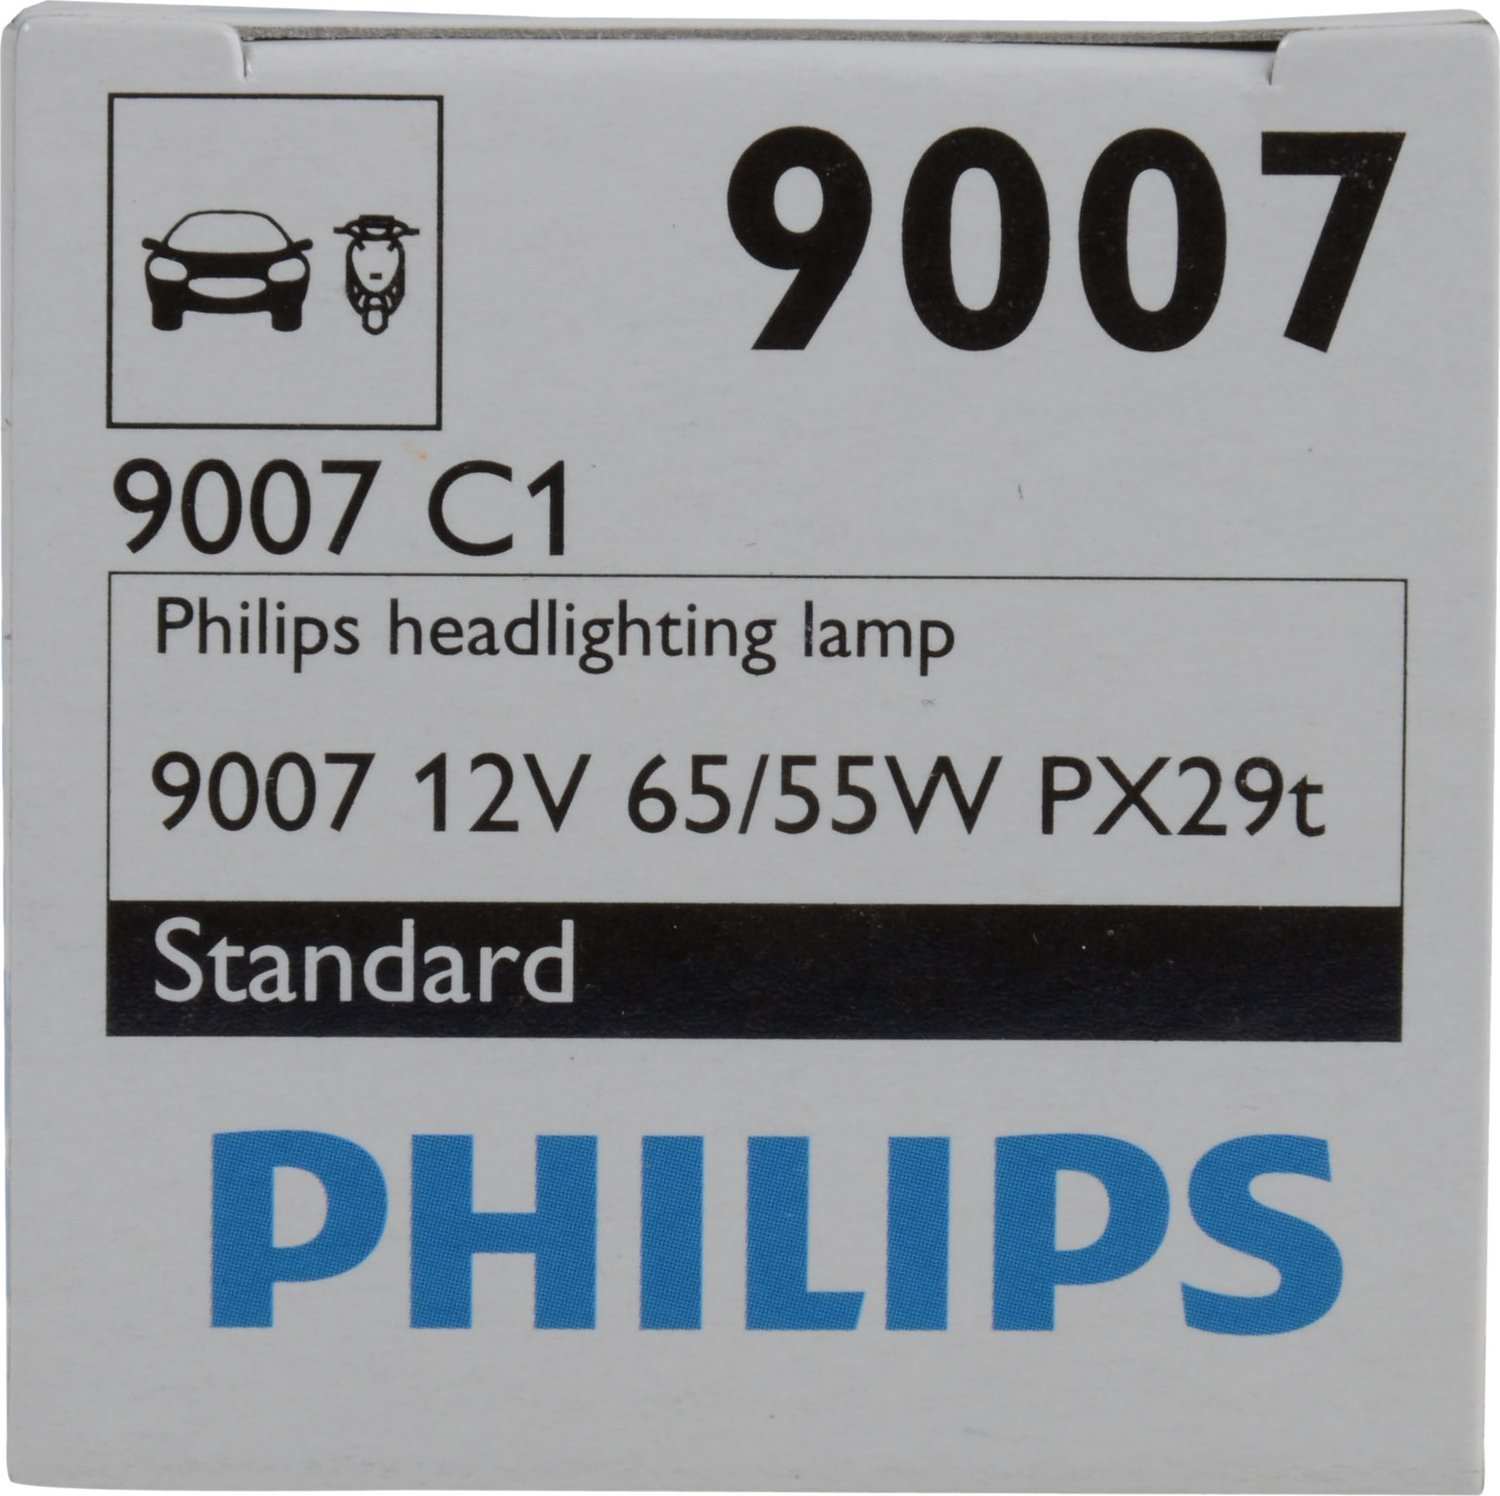 9007
9007 C1
Philips headlighting lamp
9007 12V 65/55W PX29t
Standard
PHILIPS